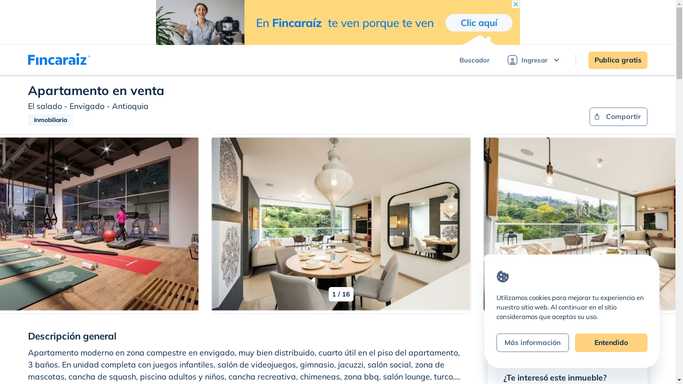 En Fincaraíz te ven porque te ven
Clic aquí
Fincaraiz
Buscador
Ingresar
Publica gratis
Apartamento en venta
El salado - Envigado - Antioquia
Inmobiliaria
Compartir
1 / 16
Descripción general
Apartamento moderno en zona campestre en envigado, muy bien distribuido, cuarto útil en el piso del apartamento,
3 baños. En unidad completa con juegos infantiles, salón de videojuegos, gimnasio, jacuzzi, salón social, zona de
mascotas, cancha de squash, piscina adultos y niños, cancha recreativa, chimeneas, zona bbq, salón lounge, turco....
Utilizamos cookies para mejorar tu experiencia en
nuestro sitio web. Al continuar en el sitio
consideramos que aceptas su uso.
Más información
Entendido
¿Te interesó este inmueble?